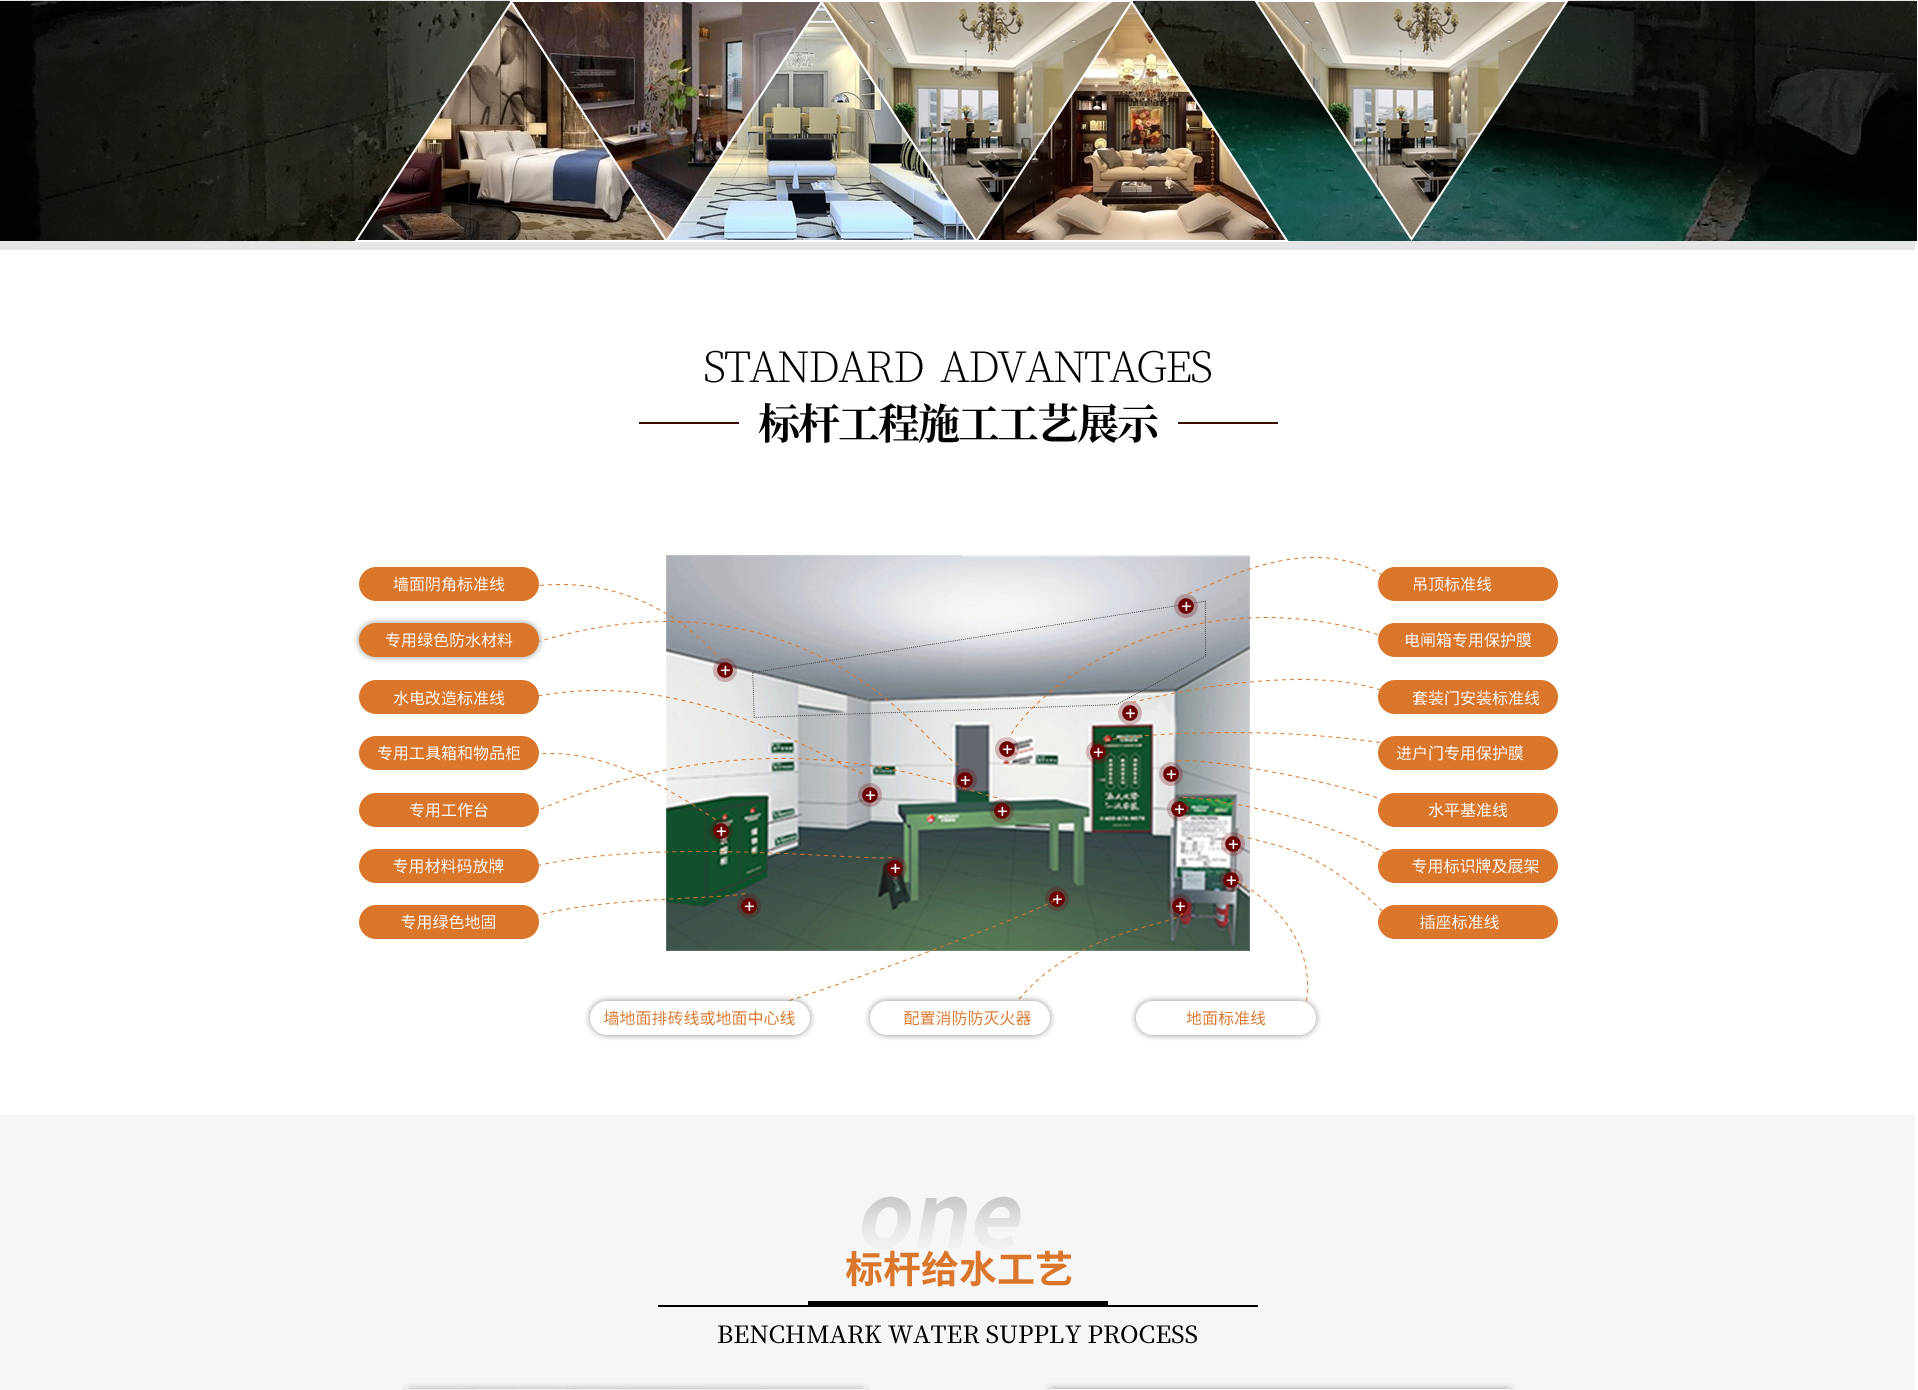 STANDARD ADVANTAGES
标杆工程施工工艺展示
墙面阴角标准线
专用绿色防水材料
水电改造标准线
专用工具箱和物品柜
专用工作台
专用材料码放牌
专用绿色地固
吊顶标准线
电闸箱专用保护膜
套装门安装标准线
进户门专用保护膜
水平基准线
专用标识牌及展架
插座标准线
墙地面排砖线或地面中心线
配置消防防灭火器
地面标准线
one
标杆给水工艺
BENCHMARK WATER SUPPLY PROCESS